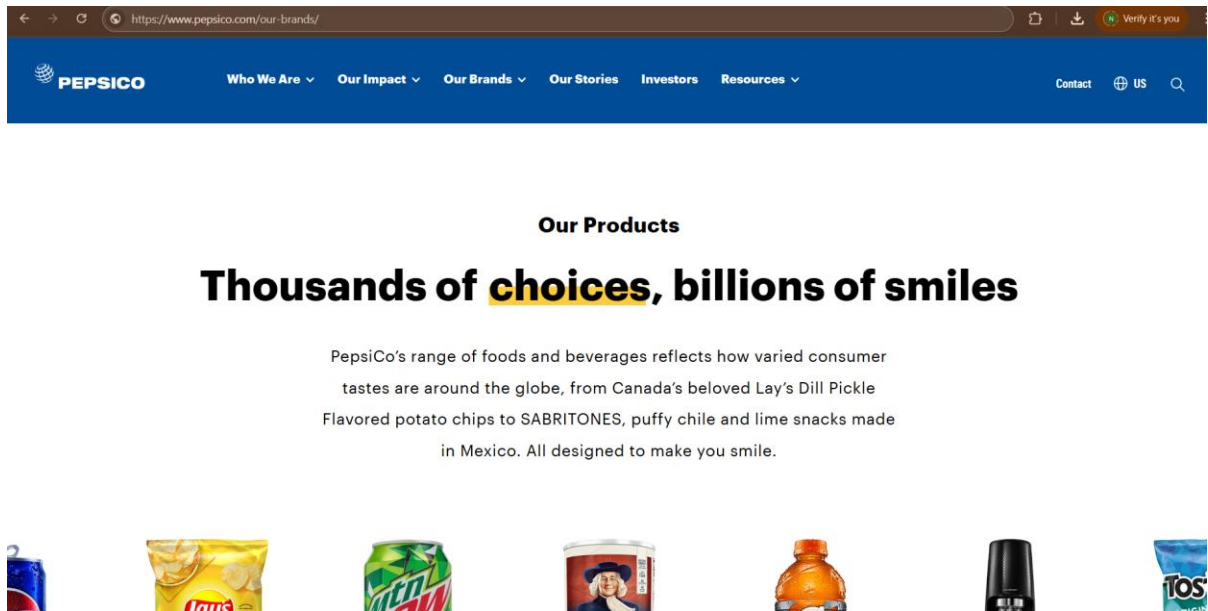 https://www.pepsico.com/our-brands/
N Verify it's you
PEPSICO Who We Are Our Impact Our Brands Our Stories Investors Resources Contact US
Our Products
Thousands of choices, billions of smiles
PepsiCo's range of foods and beverages reflects how varied consumer
tastes are around the globe, from Canada's beloved Lay's Dill Pickle
Flavored potato chips to SABRITONES, puffy chile and lime snacks made
in Mexico. All designed to make you smile.
Lay's
mtn